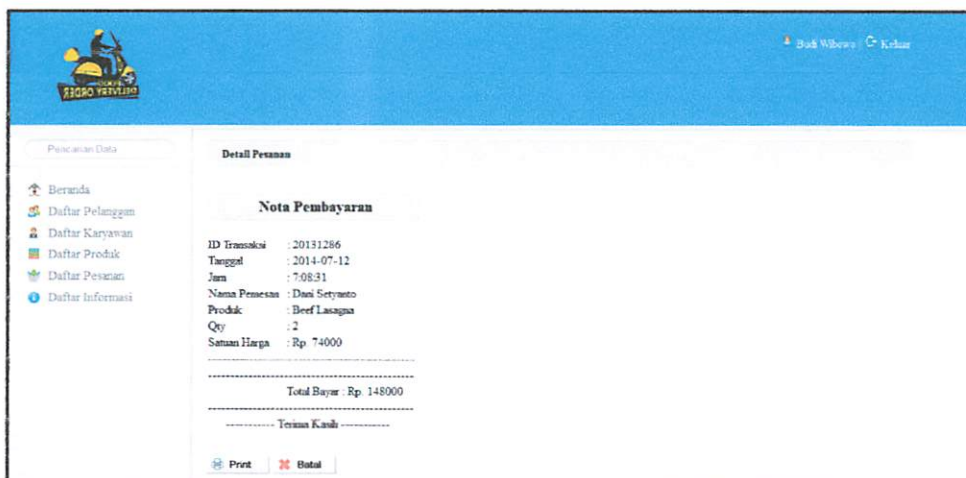 DELIVERY ORDER
Budi Wibowo | Keluar
Pencarian Data
Beranda
Daftar Pelanggan
Daftar Karyawan
Daftar Produk
Daftar Pesanan
Daftar Informasi
Detail Pesanan
Nota Pembayaran
ID Transaksi : 20131286
Tanggal : 2014-07-12
Jam : 7:08:31
Nama Pemesan : Dani Setyanto
Produk : Beef Lasagna
Qty : 2
Satuan Harga : Rp. 74000
--------------------------------------------------
--------------------------------------------------
Total Bayar : Rp. 148000
--------------------------------------------------
------------ Terima Kasih ------------
Print Batal